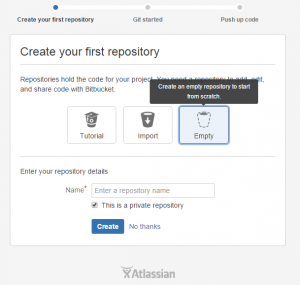 Create your first repository Git started Push up code
Create your first repository
Repositories hold the code for your project. You need a repository to add, edit,
and share code with Bitbucket.
Create an empty repository to start
from scratch.
Tutorial Import Empty
Enter your repository details
Name* Enter a repository name
This is a private repository
Create No thanks
Atlassian